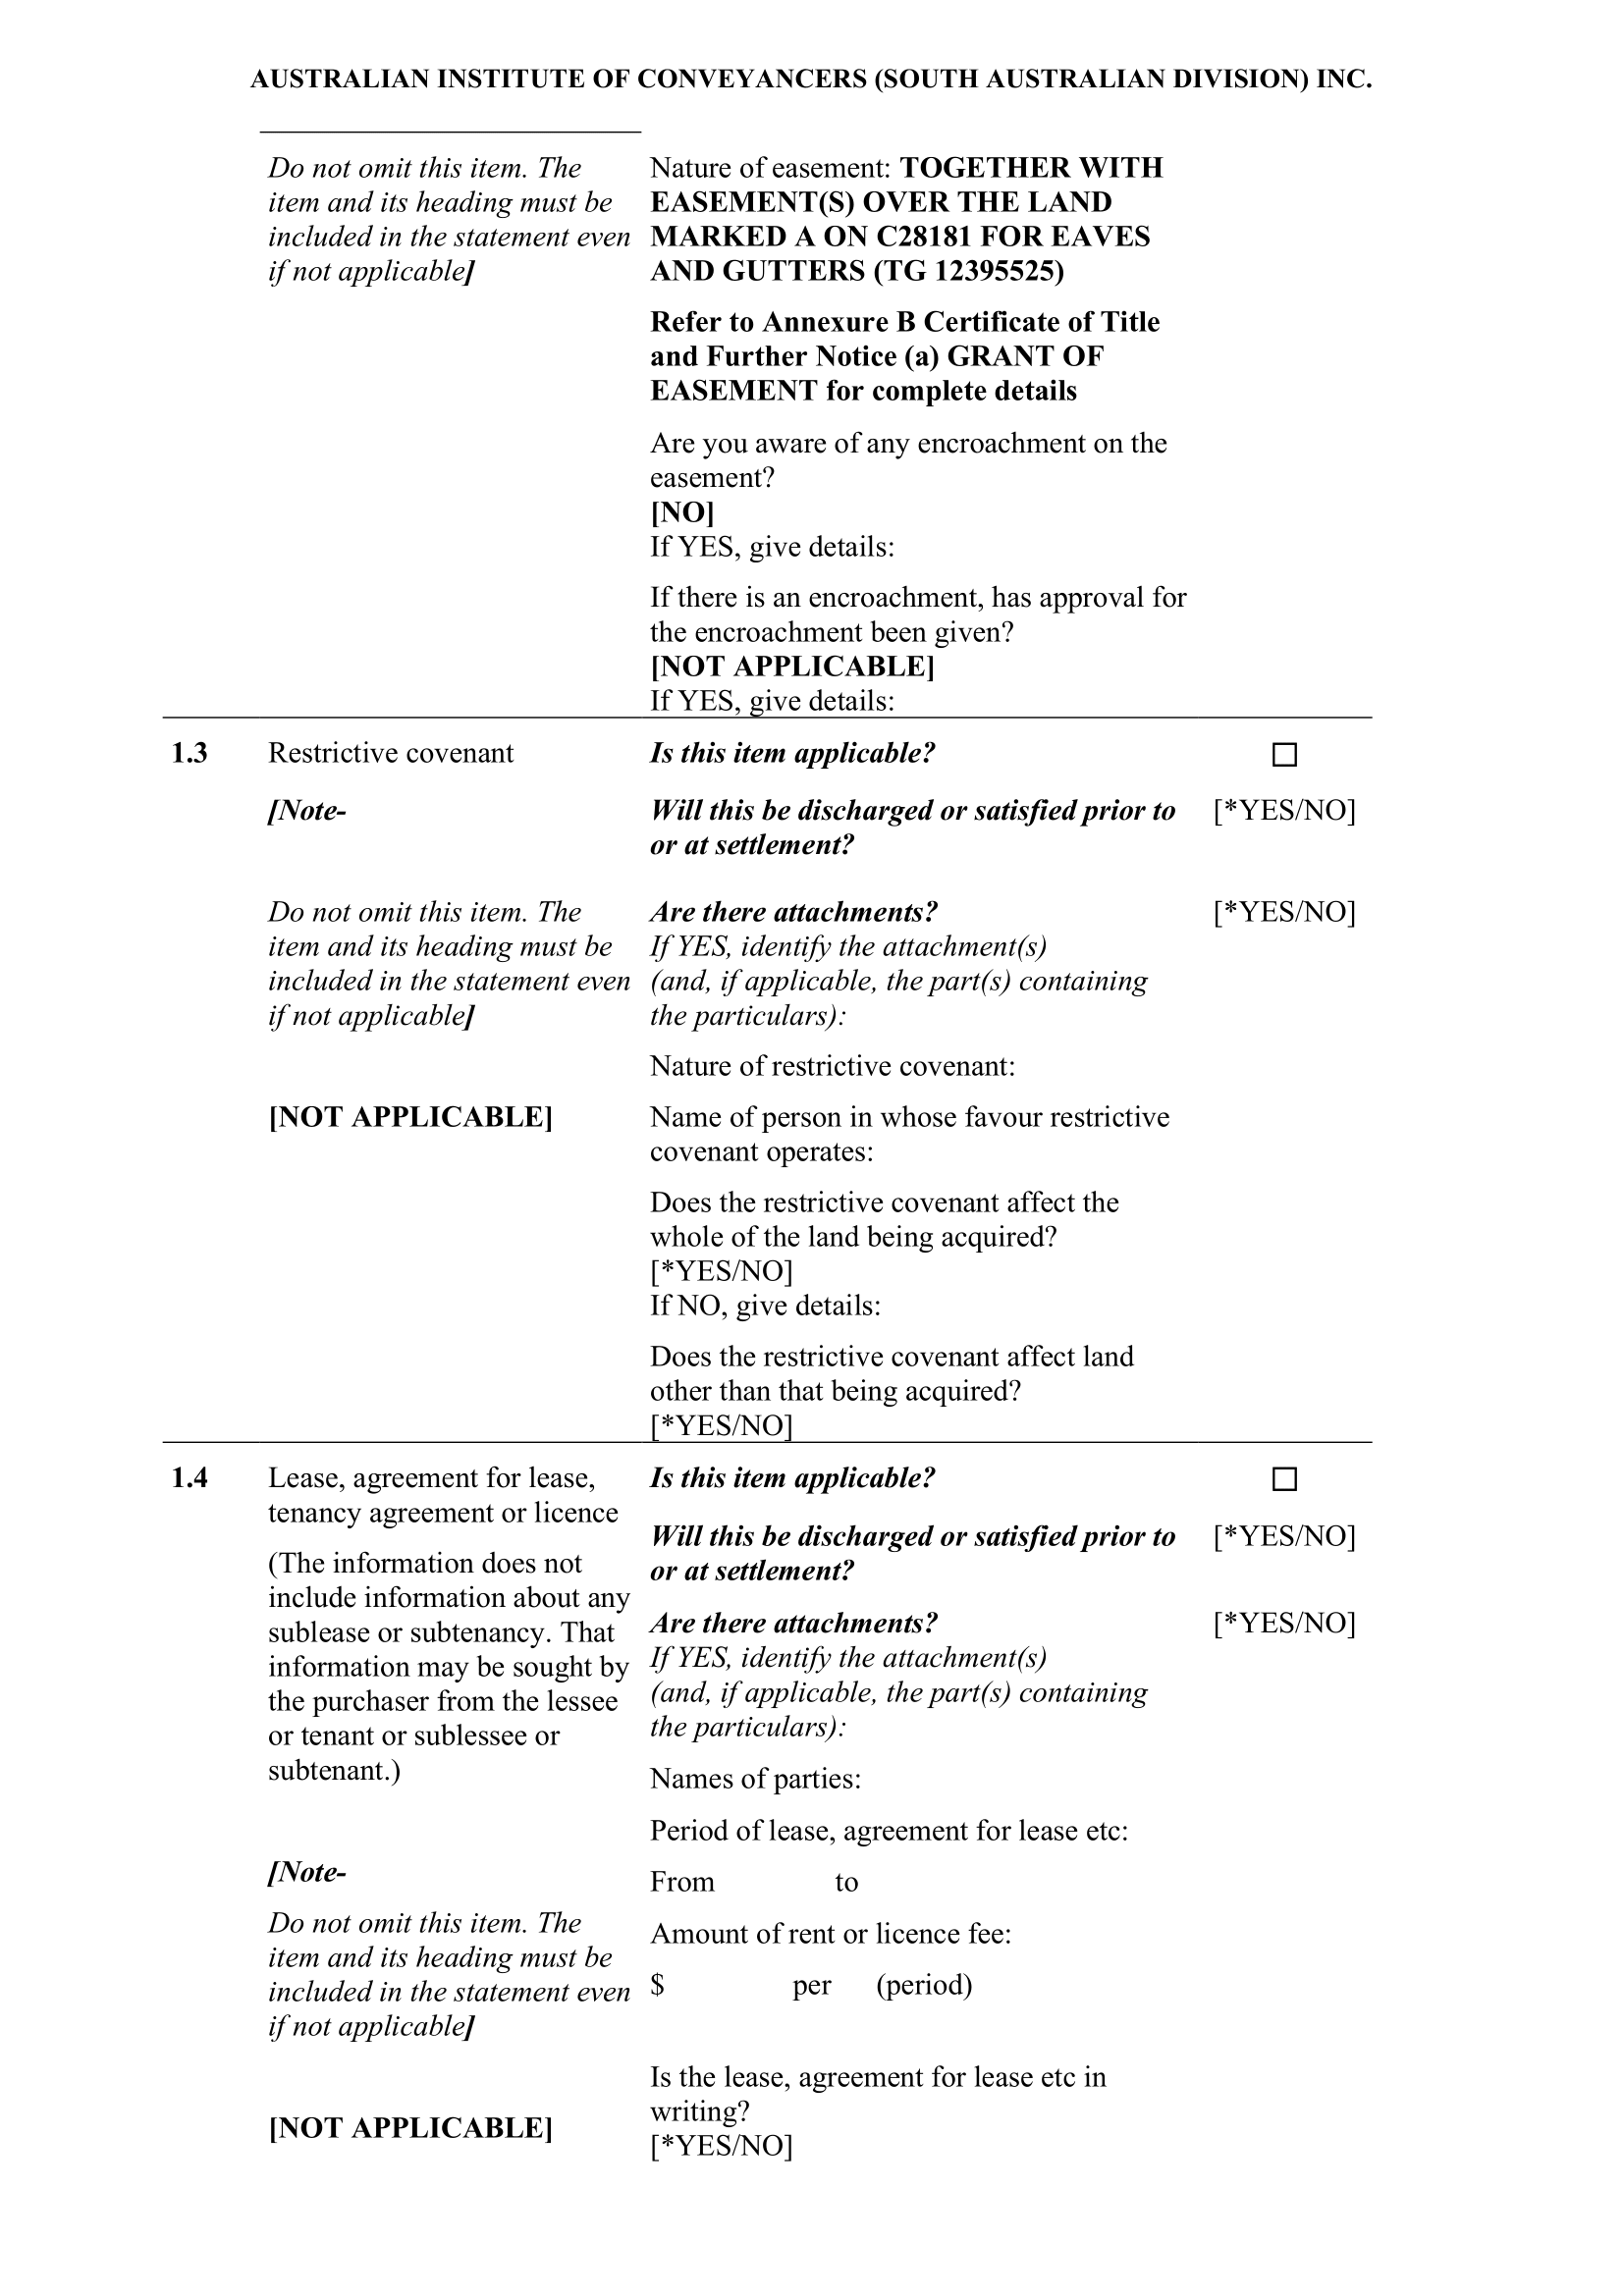 AUSTRALIAN INSTITUTE OF CONVEYANCERS (SOUTH AUSTRALIAN DIVISION) INC.
Do not omit this item. The
item and its heading must be
included in the statement even
if not applicable]
Nature of easement: TOGETHER WITH
EASEMENT(S) OVER THE LAND
MARKED A ON C28181 FOR EAVES
AND GUTTERS (TG 12395525)
Refer to Annexure B Certificate of Title
and Further Notice (a) GRANT OF
EASEMENT for complete details
Are you aware of any encroachment on the
easement?
[NO]
If YES, give details:
If there is an encroachment, has approval for
the encroachment been given?
[NOT APPLICABLE]
If YES, give details:
1.3
Restrictive covenant
[Note-
Do not omit this item. The
item and its heading must be
included in the statement even
if not applicable]
[NOT APPLICABLE]
Is this item applicable? ☐
Will this be discharged or satisfied prior to [*YES/NO]
or at settlement?
Are there attachments? [*YES/NO]
If YES, identify the attachment(s)
(and, if applicable, the part(s) containing
the particulars):
Nature of restrictive covenant:
Name of person in whose favour restrictive
covenant operates:
Does the restrictive covenant affect the
whole of the land being acquired?
[*YES/NO]
If NO, give details:
Does the restrictive covenant affect land
other than that being acquired?
[*YES/NO]
1.4
Lease, agreement for lease,
tenancy agreement or licence
(The information does not
include information about any
sublease or subtenancy. That
information may be sought by
the purchaser from the lessee
or tenant or sublessee or
subtenant.)
[Note-
Do not omit this item. The
item and its heading must be
included in the statement even
if not applicable]
[NOT APPLICABLE]
Is this item applicable? ☐
Will this be discharged or satisfied prior to [*YES/NO]
or at settlement?
Are there attachments? [*YES/NO]
If YES, identify the attachment(s)
(and, if applicable, the part(s) containing
the particulars):
Names of parties:
Period of lease, agreement for lease etc:
From to
Amount of rent or licence fee:
$ per (period)
Is the lease, agreement for lease etc in
writing?
[*YES/NO]